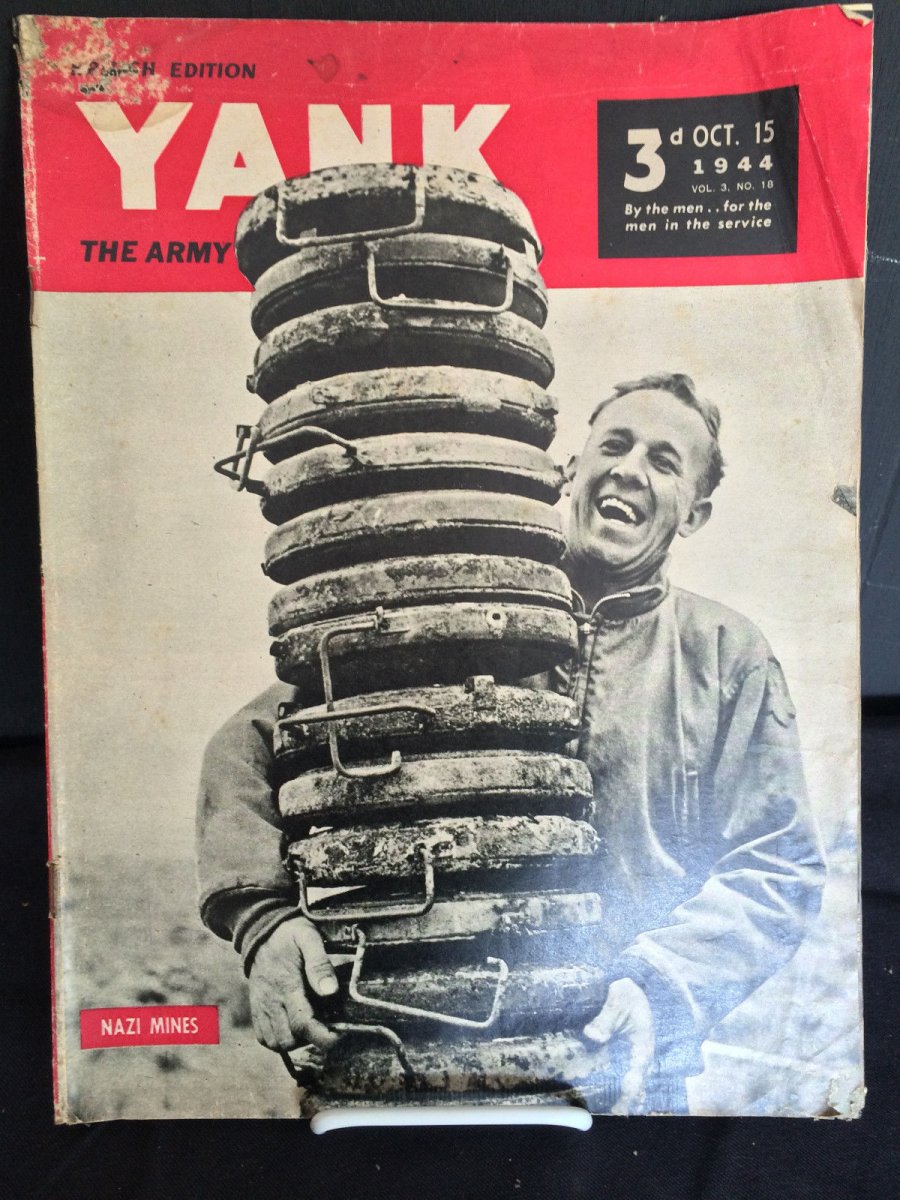 EDITION
YANK
THE ARMY
3d OCT. 15
1944
VOL. 3, NO. 18
By the men . . for the
men in the service
NAZI MINES